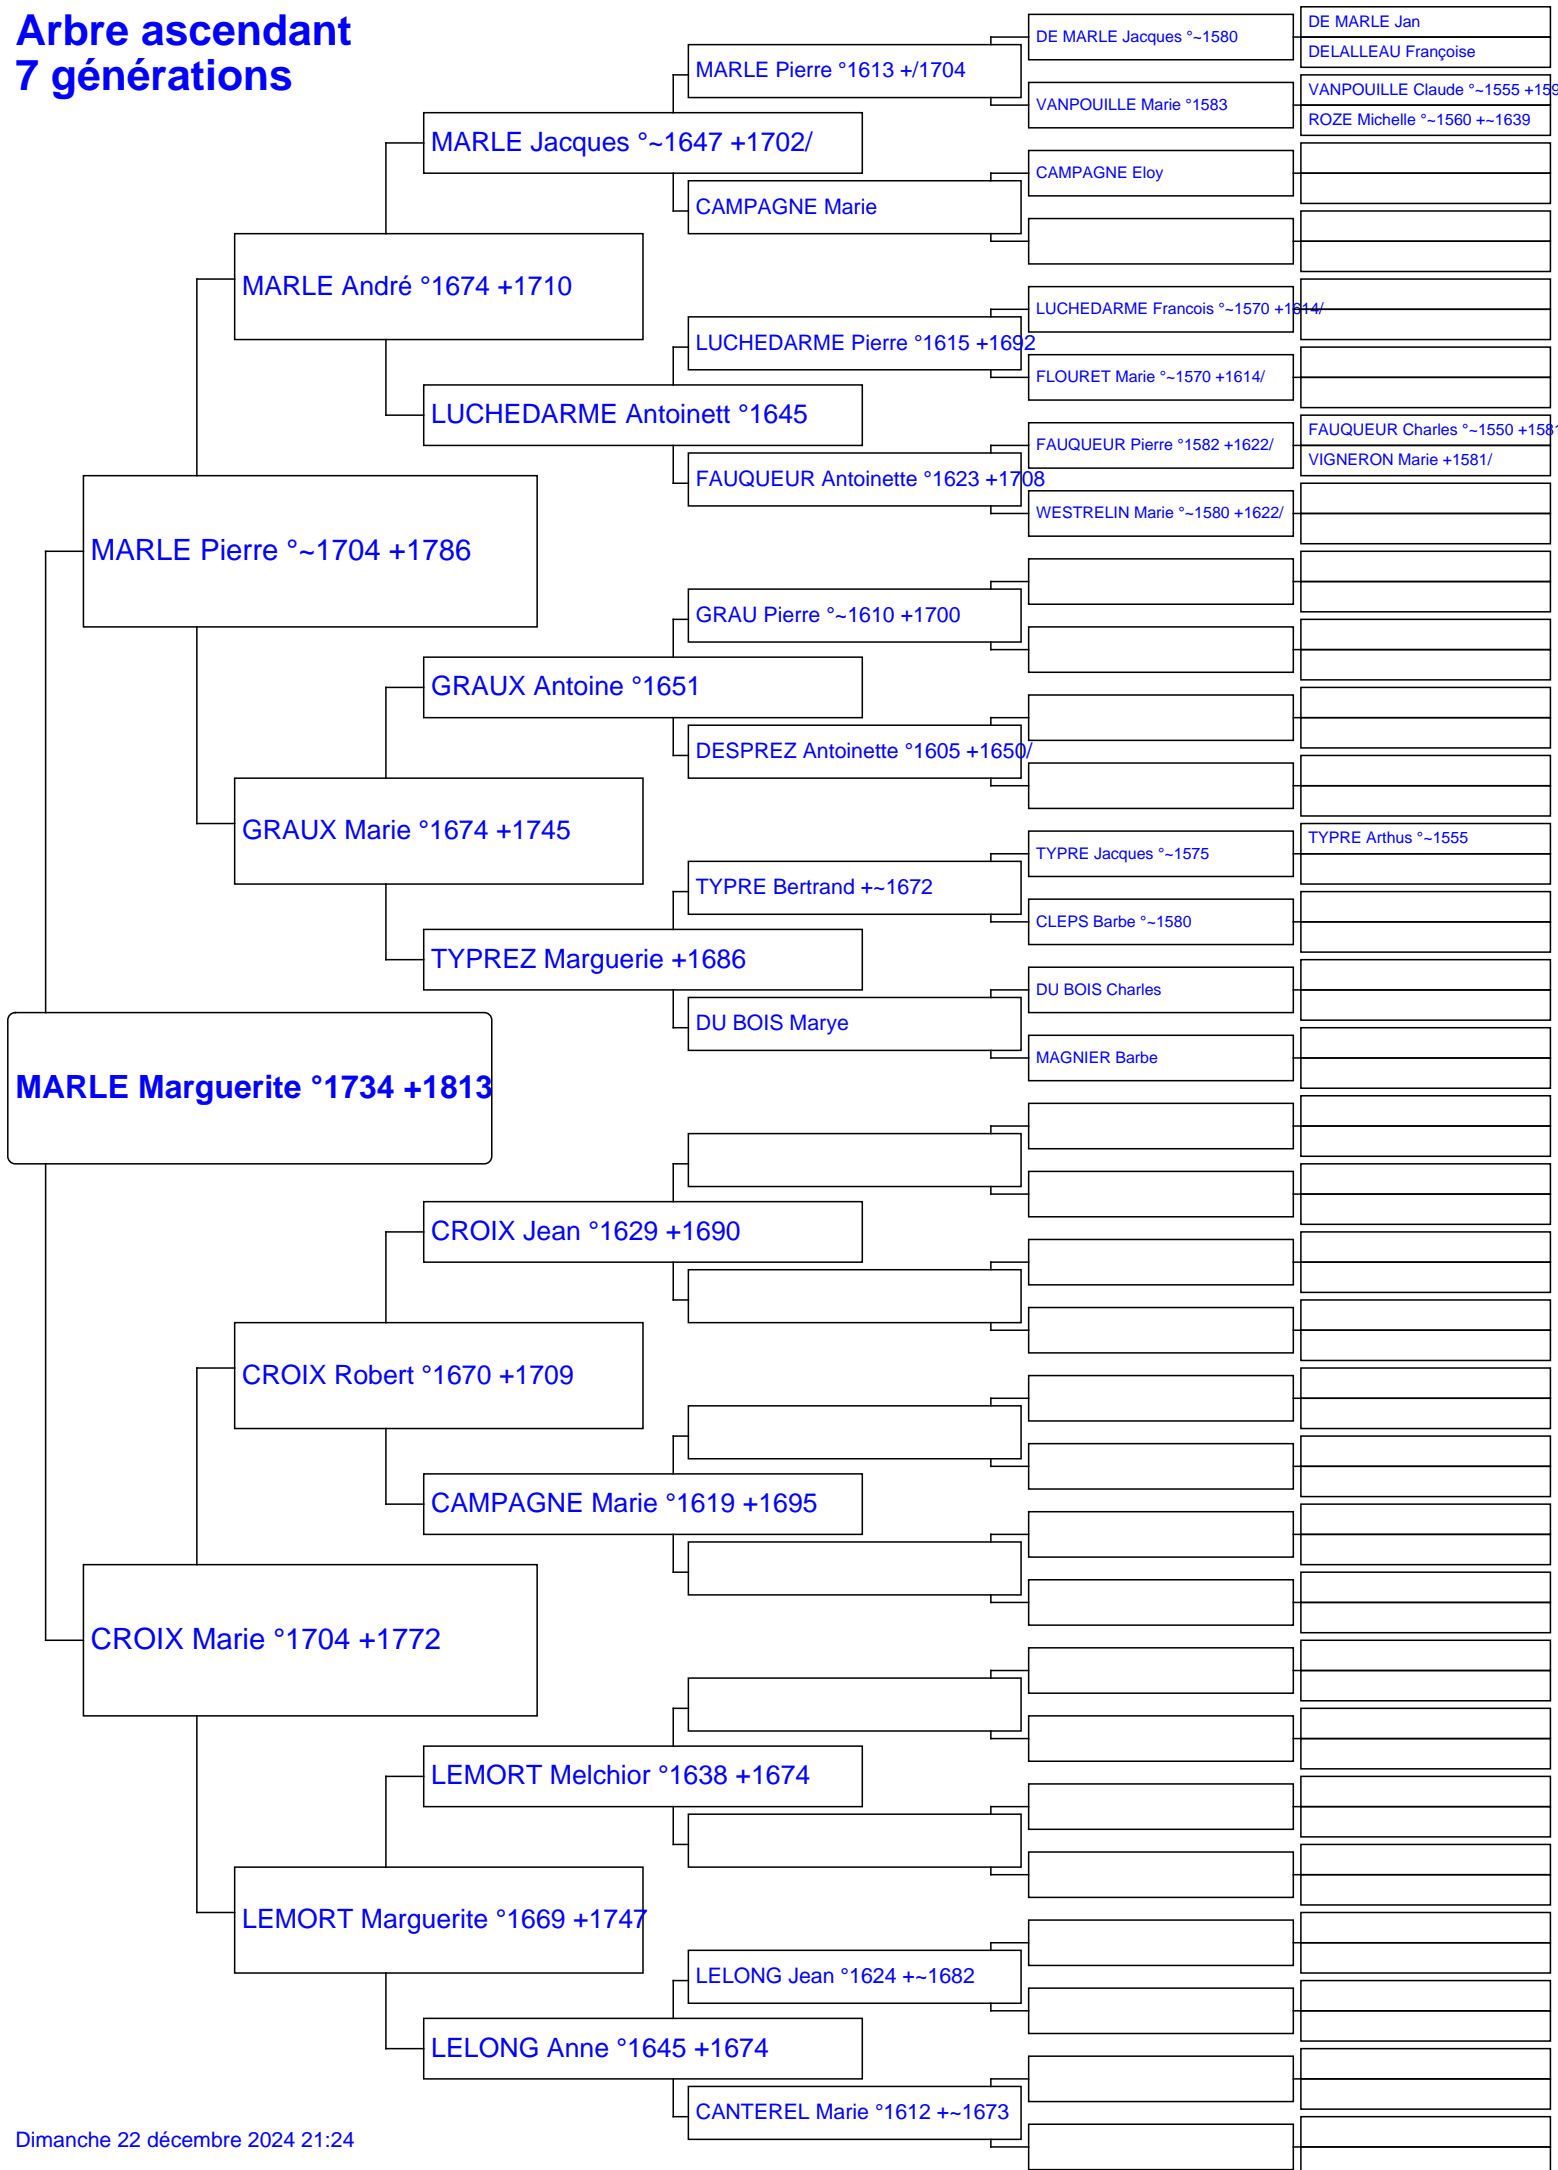 Arbre ascendant
7 générations
DE MARLE Jan
DE MARLE Jacques °~1580
DELALLEAU Françoise
MARLE Pierre °1613 +/1704
VANPOUILLE Claude °~1555 +159
VANPOUILLE Marie °1583
ROZE Michelle °~1560 +~1639
MARLE Jacques °~1647 +1702/
CAMPAGNE Eloy
CAMPAGNE Marie
MARLE André °1674 +1710
LUCHEDARME Francois °~1570 +1614/
LUCHEDARME Pierre °1615 +1692
FLOURET Marie °~1570 +1614/
LUCHEDARME Antoinett °1645
FAUQUEUR Charles °~1550 +1581
FAUQUEUR Pierre °1582 +1622/
VIGNERON Marie +1581/
FAUQUEUR Antoinette °1623 +1708
WESTRELIN Marie °~1580 +1622/
MARLE Pierre °~1704 +1786
GRAU Pierre °~1610 +1700
GRAUX Antoine °1651
DESPREZ Antoinette °1605 +1650/
GRAUX Marie °1674 +1745
TYPRE Arthus °~1555
TYPRE Jacques °~1575
TYPRE Bertrand +~1672
CLEPS Barbe °~1580
TYPREZ Marguerie +1686
DU BOIS Charles
DU BOIS Marye
MAGNIER Barbe
MARLE Marguerite °1734 +1813
CROIX Jean °1629 +1690
CROIX Robert °1670 +1709
CAMPAGNE Marie °1619 +1695
CROIX Marie °1704 +1772
LEMORT Melchior °1638 +1674
LEMORT Marguerite °1669 +1747
LELONG Jean °1624 +~1682
LELONG Anne °1645 +1674
CANTEREL Marie °1612 +~1673
Dimanche 22 décembre 2024 21:24